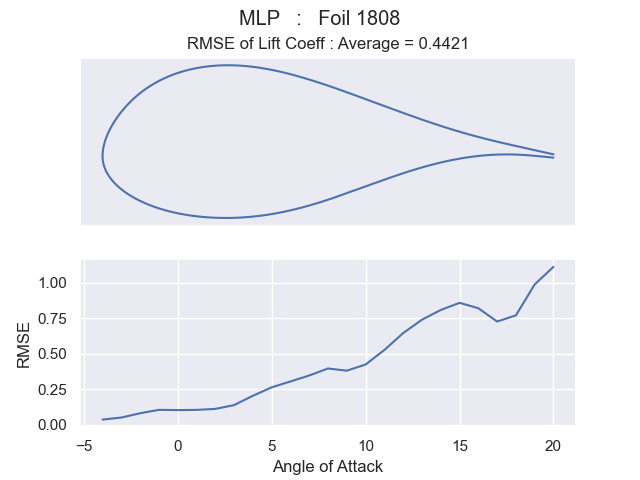 MLP   :   Foil 1808
RMSE of Lift Coeff : Average = 0.4421
1.00
0.75
0.50
0.25
0.00
RMSE
−5 0 5 10 15 20
Angle of Attack